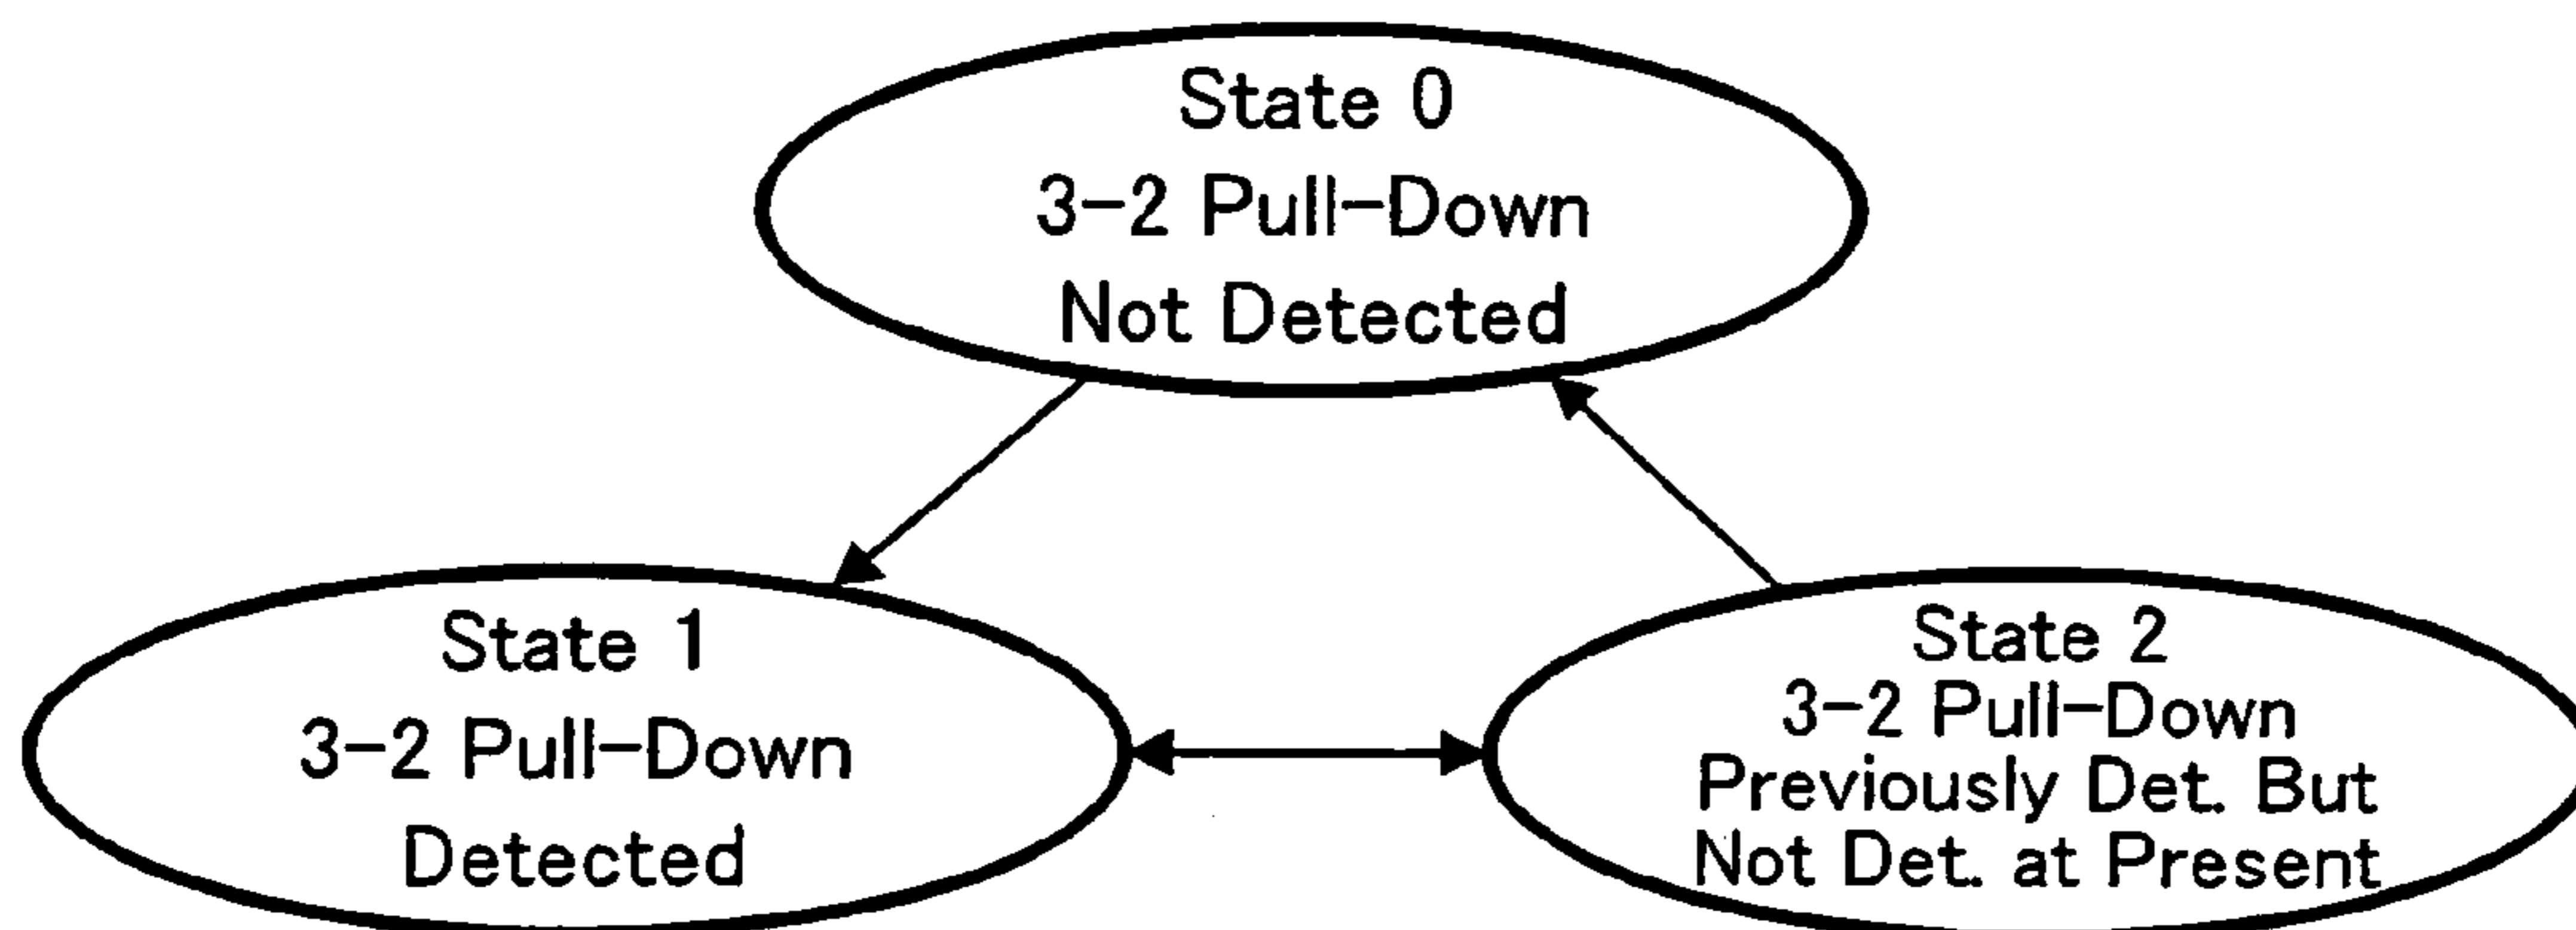 State 0
3-2 Pull-Down
Not Detected
State 1
3-2 Pull-Down
Detected
State 2
3-2 Pull-Down
Previously Det. But
Not Det. at Present